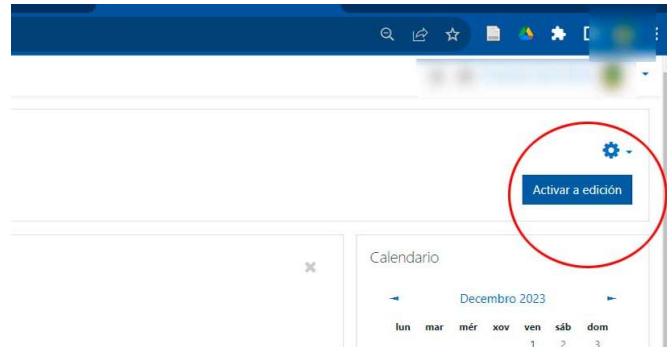 Activar a edición
Calendario
Decembro 2023
lun mar mér xov ven sáb dom
1 2 3